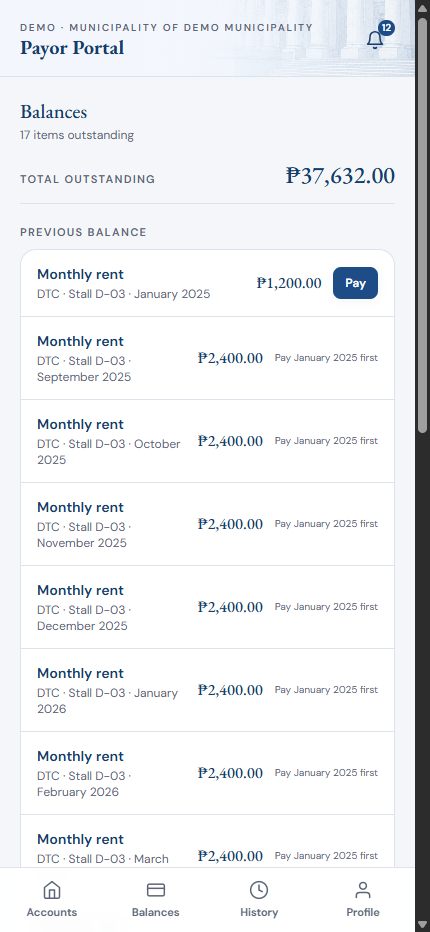 DEMO · MUNICIPALITY OF DEMO MUNICIPALITY
Payor Portal
12
Balances
17 items outstanding
TOTAL OUTSTANDING ₱37,632.00
PREVIOUS BALANCE
Monthly rent
DTC · Stall D-03 · January 2025
₱1,200.00 Pay
Monthly rent
DTC · Stall D-03 ·
September 2025
₱2,400.00 Pay January 2025 first
Monthly rent
DTC · Stall D-03 · October
2025
₱2,400.00 Pay January 2025 first
Monthly rent
DTC · Stall D-03 ·
November 2025
₱2,400.00 Pay January 2025 first
Monthly rent
DTC · Stall D-03 ·
December 2025
₱2,400.00 Pay January 2025 first
Monthly rent
DTC · Stall D-03 · January
2026
₱2,400.00 Pay January 2025 first
Monthly rent
DTC · Stall D-03 ·
February 2026
₱2,400.00 Pay January 2025 first
Monthly rent
DTC · Stall D-03 · March
₱2,400.00 Pay January 2025 first
Accounts Balances History Profile